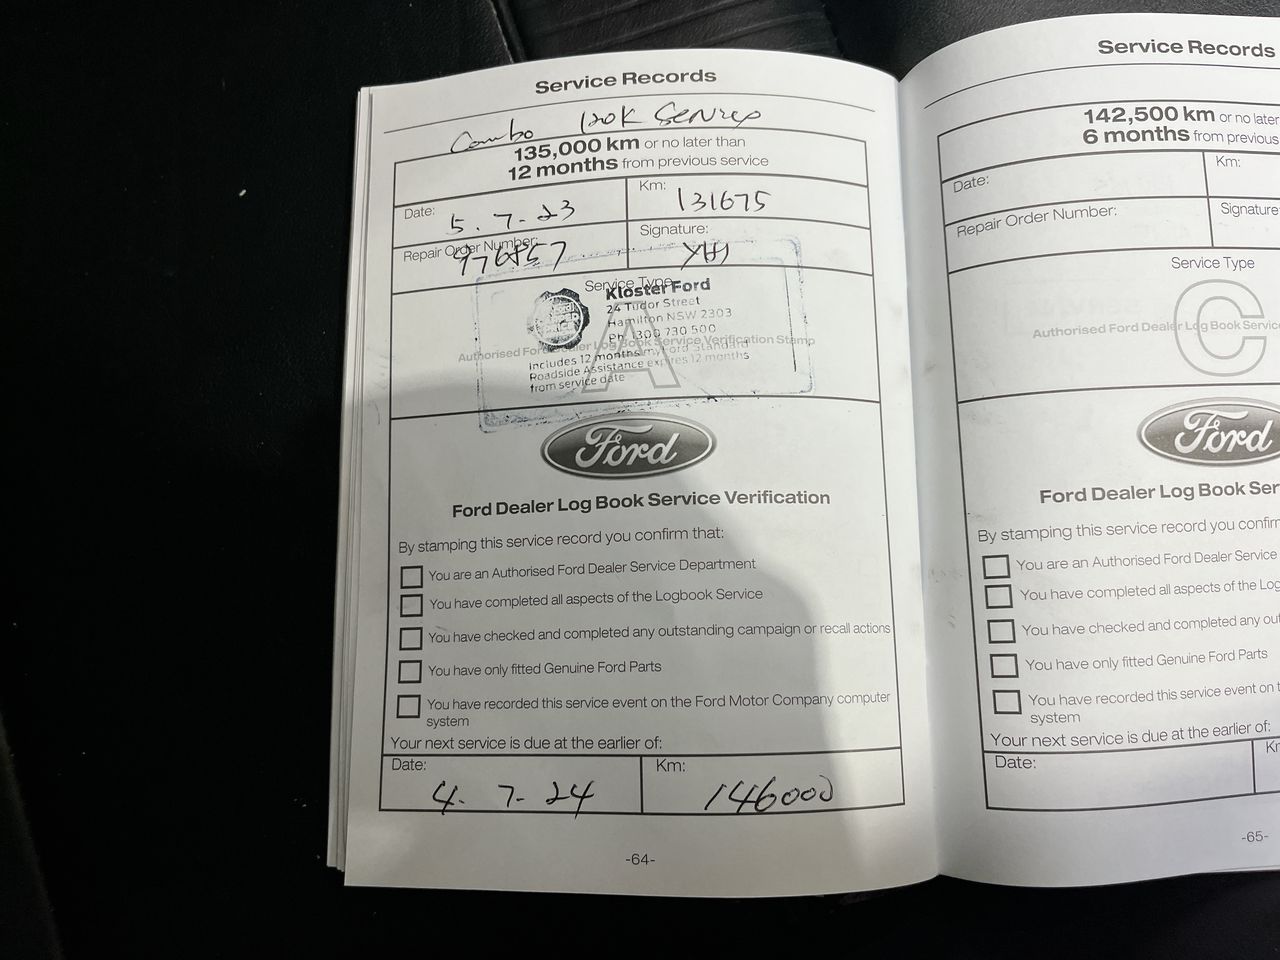 Service Records
Combo 120K Service
135,000 km or no later than
12 months from previous service
Date: 5.7.23
Km: 131675
Repair Order Number: 976857
Signature:
Service Type
A
Kloster Ford
24 Tudor Street
Hamilton NSW 2303
PH 1300 730 500
Authorised Ford Dealer Log Book Service Verification Stamp
Includes 12 months my Ford Standard
Roadside Assistance expires 12 months
from service date
Ford
Ford Dealer Log Book Service Verification
By stamping this service record you confirm that:
You are an Authorised Ford Dealer Service Department
You have completed all aspects of the Logbook Service
You have checked and completed any outstanding campaign or recall actions
You have only fitted Genuine Ford Parts
You have recorded this service event on the Ford Motor Company computer
system
Your next service is due at the earlier of:
Date: 4.7-24
Km: 146000
-64-
Service Records
142,500 km or no later
6 months from previous
Date:
Km:
Repair Order Number:
Signature:
Service Type
C
Authorised Ford Dealer Log Book Service
Ford
Ford Dealer Log Book Ser
By stamping this service record you confirm
You are an Authorised Ford Dealer Service
You have completed all aspects of the Log
You have checked and completed any out
You have only fitted Genuine Ford Parts
You have recorded this service event on t
system
Your next service is due at the earlier of:
Date:
-65-